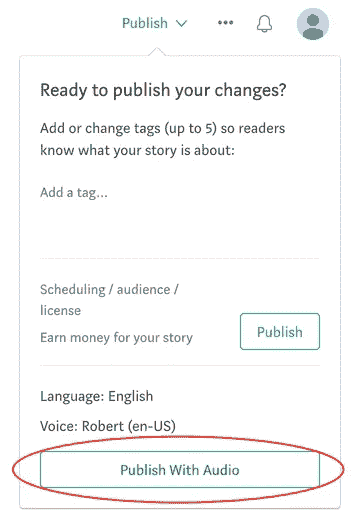 Publish
Ready to publish your changes?
Add or change tags (up to 5) so readers
know what your story is about:
Add a tag...
Scheduling / audience /
license
Earn money for your story
Publish
Language: English
Voice: Robert (en-US)
Publish With Audio